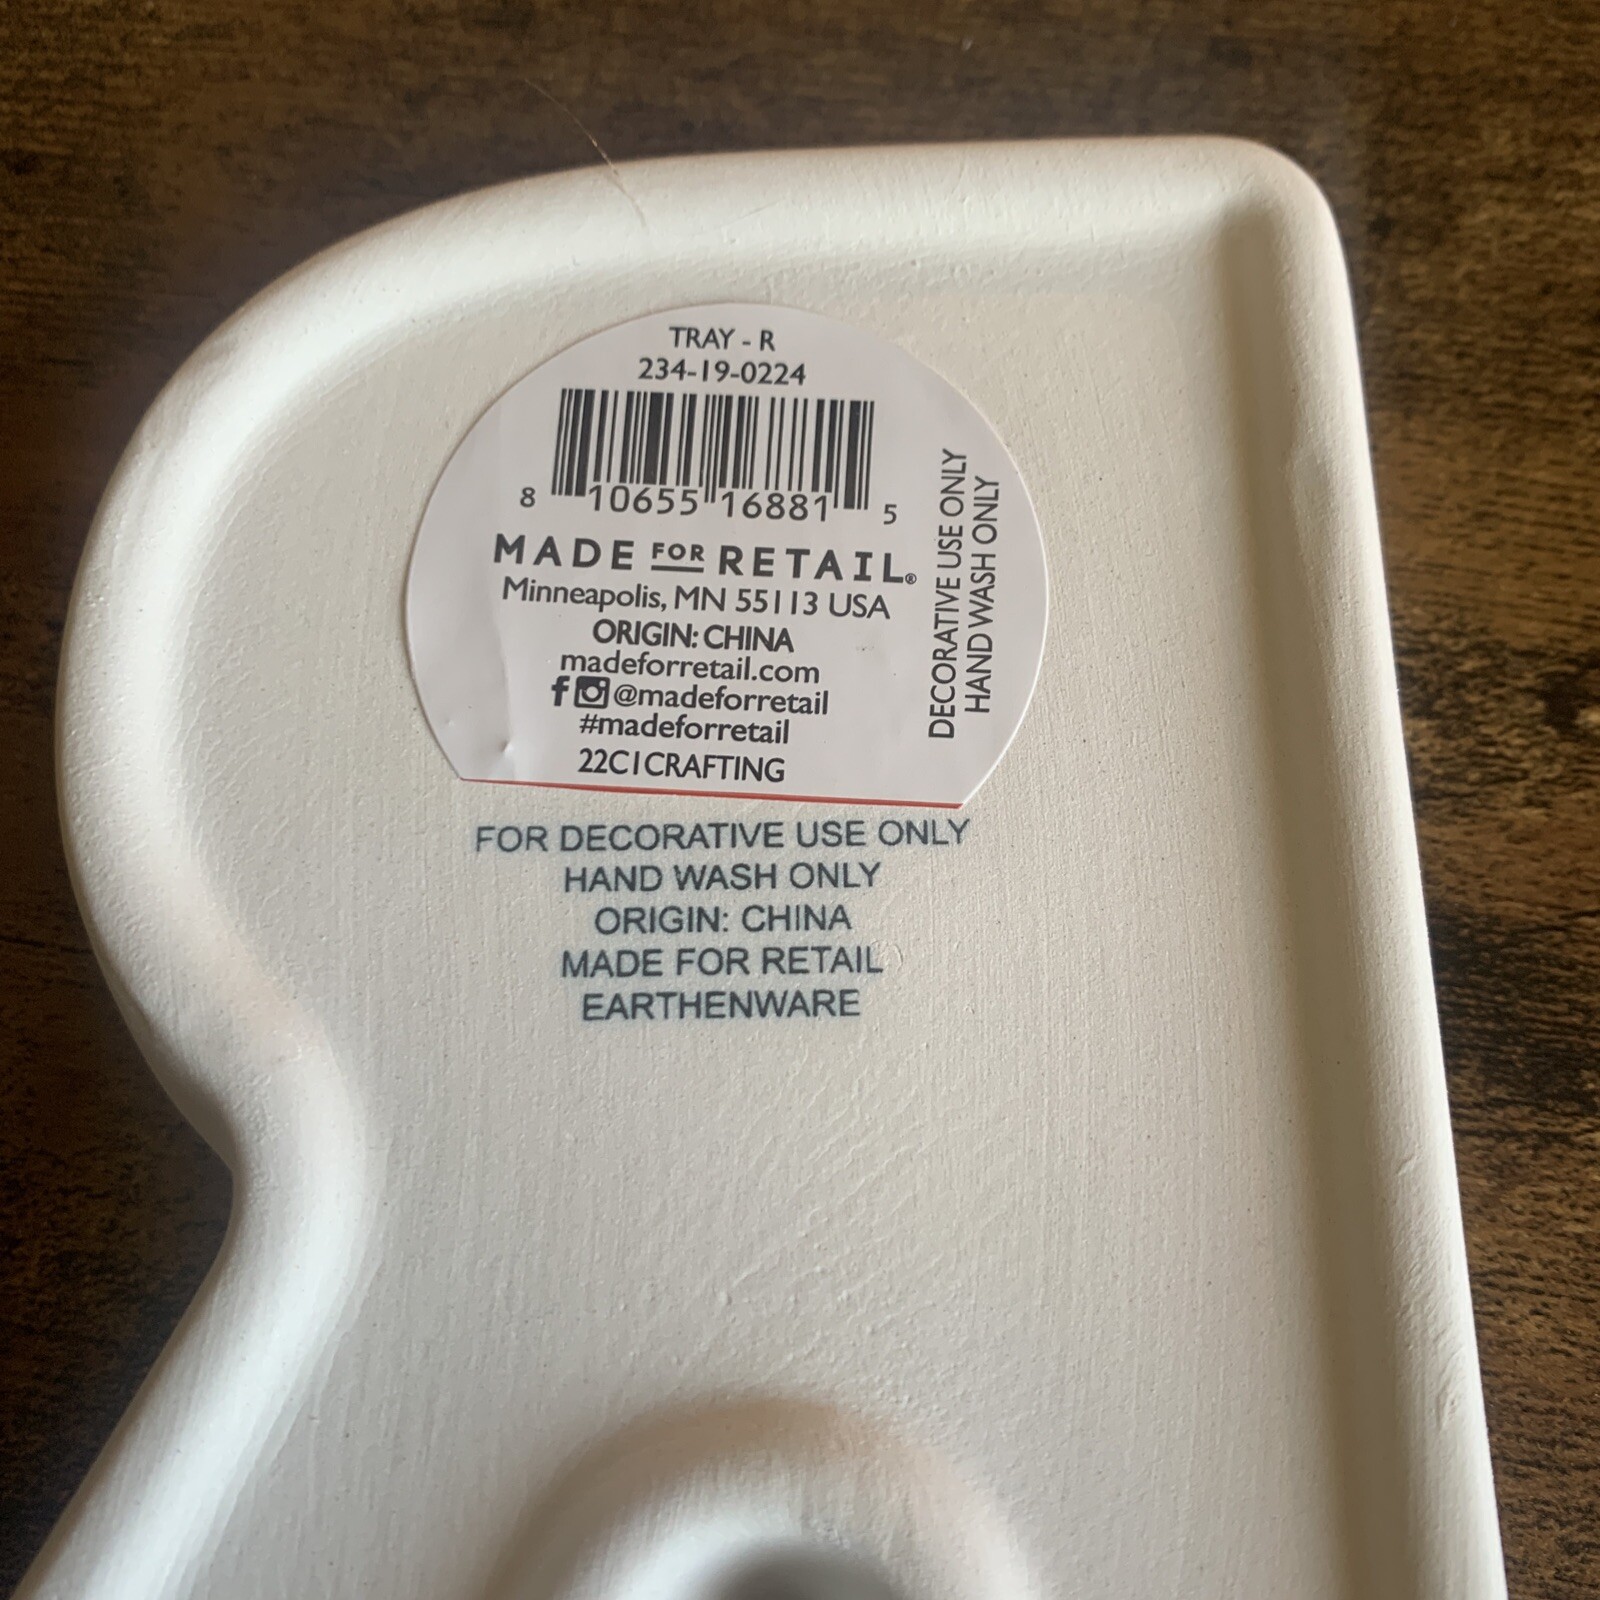 TRAY - R
234-19-0224
8 10655 16881 5
MADE FOR RETAIL®
Minneapolis, MN 55113 USA
ORIGIN: CHINA
madeforretail.com
f @madeforretail
#madeforretail
22C1CRAFTING
DECORATIVE USE ONLY
HAND WASH ONLY
FOR DECORATIVE USE ONLY
HAND WASH ONLY
ORIGIN: CHINA
MADE FOR RETAIL
EARTHENWARE